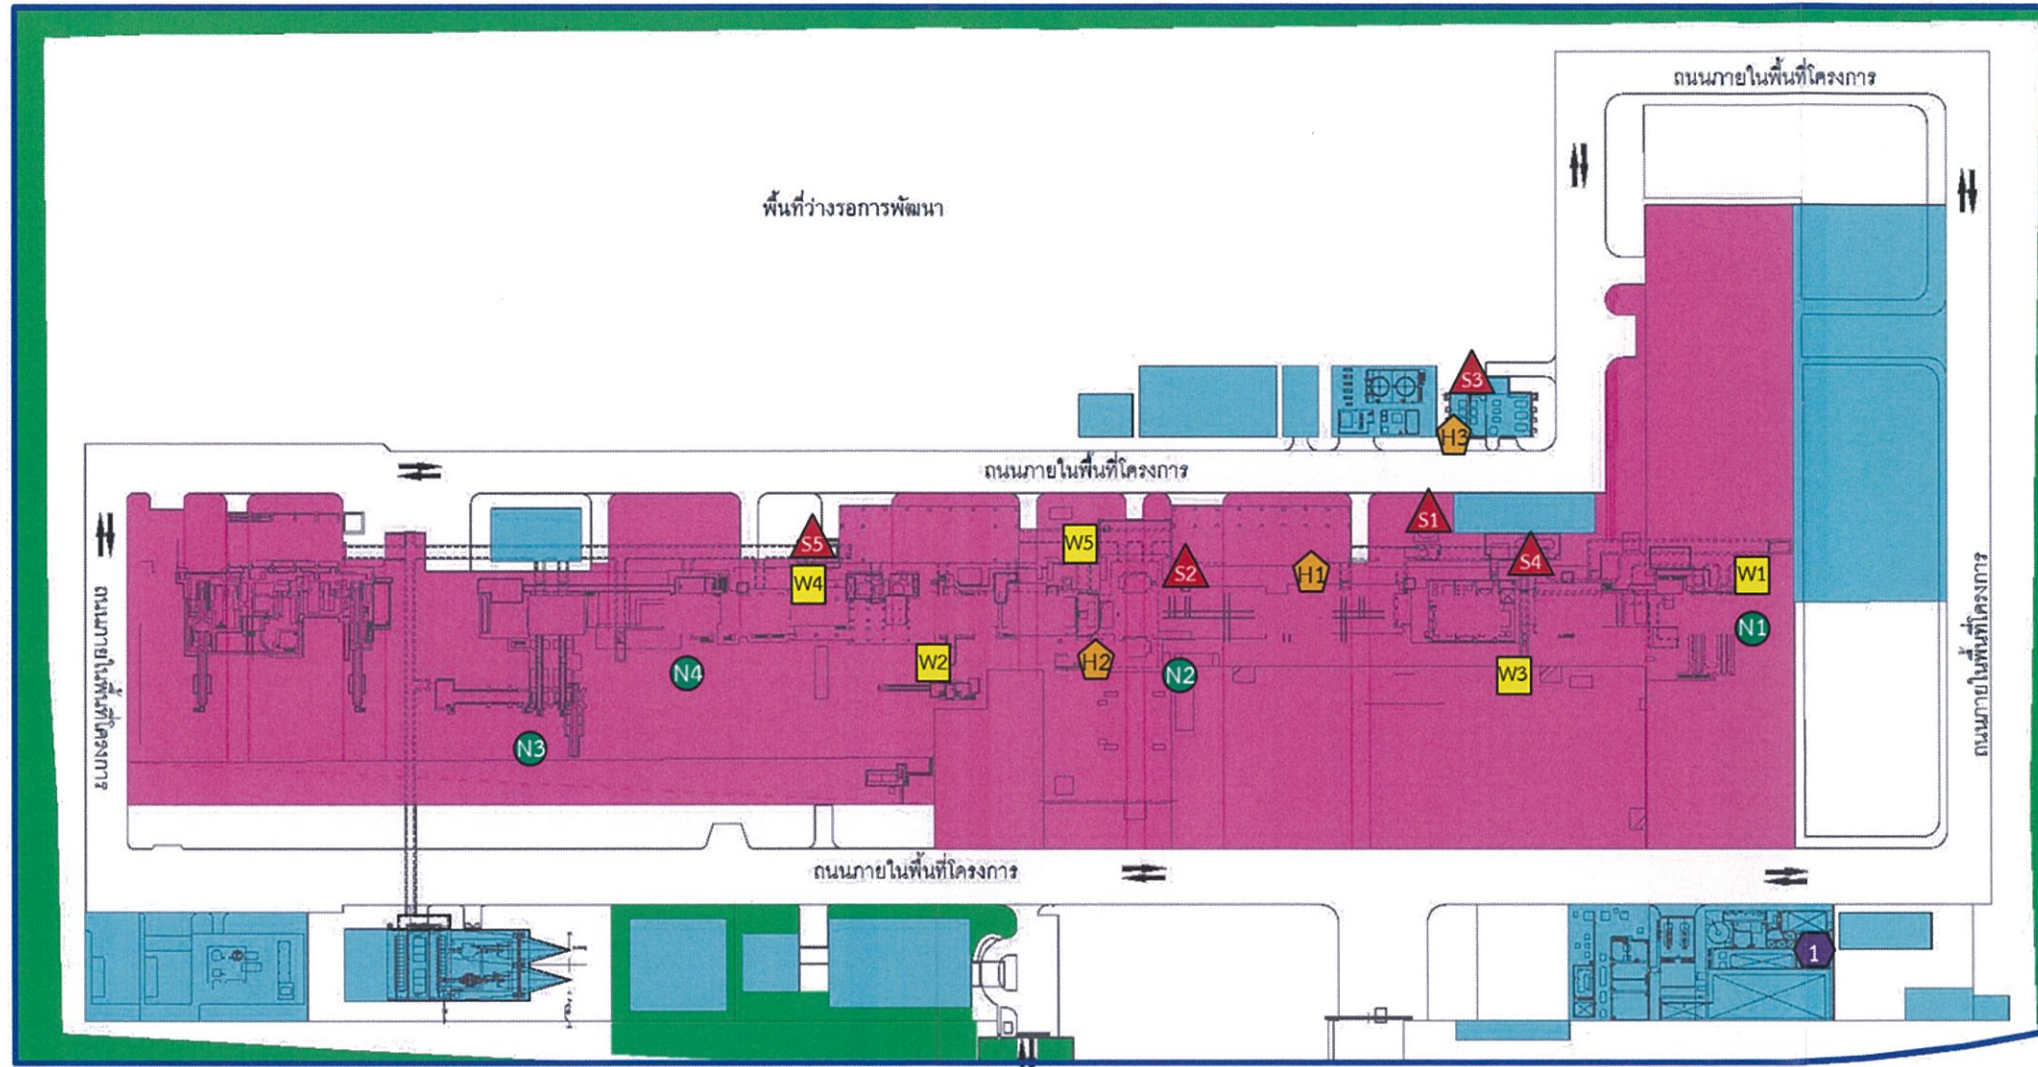 ถนนภายในพื้นที่โครงการ
พื้นที่ว่างรอการพัฒนา
S3
H3
ถนนภายในพื้นที่โครงการ
S1
S5
W5
S4
S2
H1
W4
W1
N1
ถนนภายในพื้นที่โครงการ
ถนนภายในพื้นที่โครงการ
H2
W2
N4
N2
W3
N3
ถนนภายในพื้นที่โครงการ
1